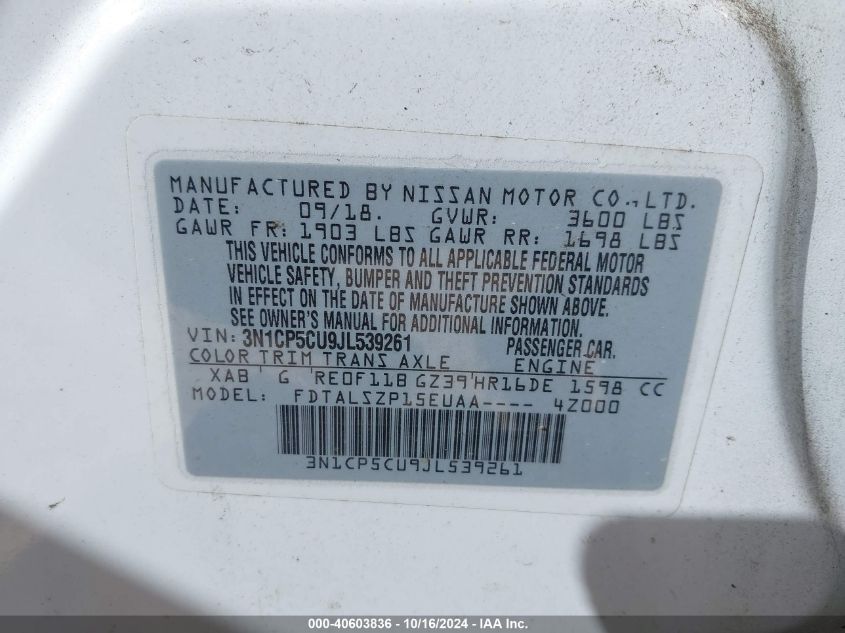 MANUFACTURED BY NISSAN MOTOR CO.,LTD.
DATE: 09/18. GVWR: 3600 LBS
GAWR FR: 1903 LBS GAWR RR: 1698 LBS
THIS VEHICLE CONFORMS TO ALL APPLICABLE FEDERAL MOTOR
VEHICLE SAFETY, BUMPER AND THEFT PREVENTION STANDARDS
IN EFFECT ON THE DATE OF MANUFACTURE SHOWN ABOVE.
SEE OWNER'S MANUAL FOR ADDITIONAL INFORMATION.
VIN: 3N1CP5CU9JL539261 PASSENGER CAR.
COLOR TRIM TRANS AXLE ENGINE
XAB G RE0F11B GZ39 HR16DE 1598 CC
MODEL: FDTALSZP15EUAA---- 4Z000
3N1CP5CU9JL539261
000-40603836 - 10/16/2024 - IAA Inc.